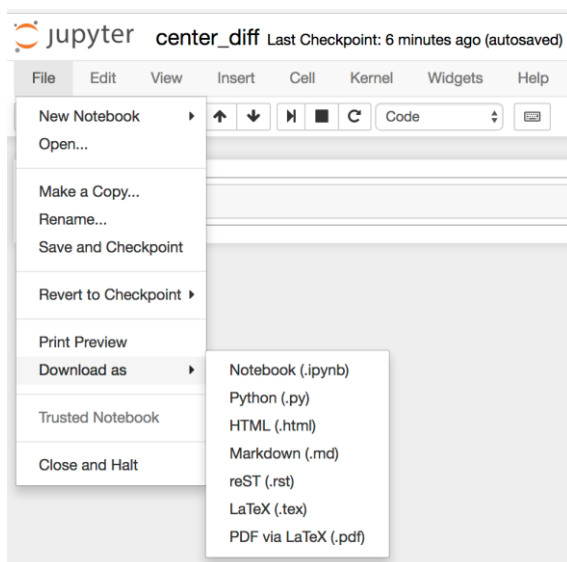 jupyter center_diff Last Checkpoint: 6 minutes ago (autosaved)
File Edit View Insert Cell Kernel Widgets Help
New Notebook
Code
Open...
Make a Copy...
Rename...
Save and Checkpoint
Revert to Checkpoint
Print Preview
Download as
Notebook (.ipynb)
Python (.py)
Trusted Notebook
HTML (.html)
Markdown (.md)
Close and Halt
reST (.rst)
LaTeX (.tex)
PDF via LaTeX (.pdf)